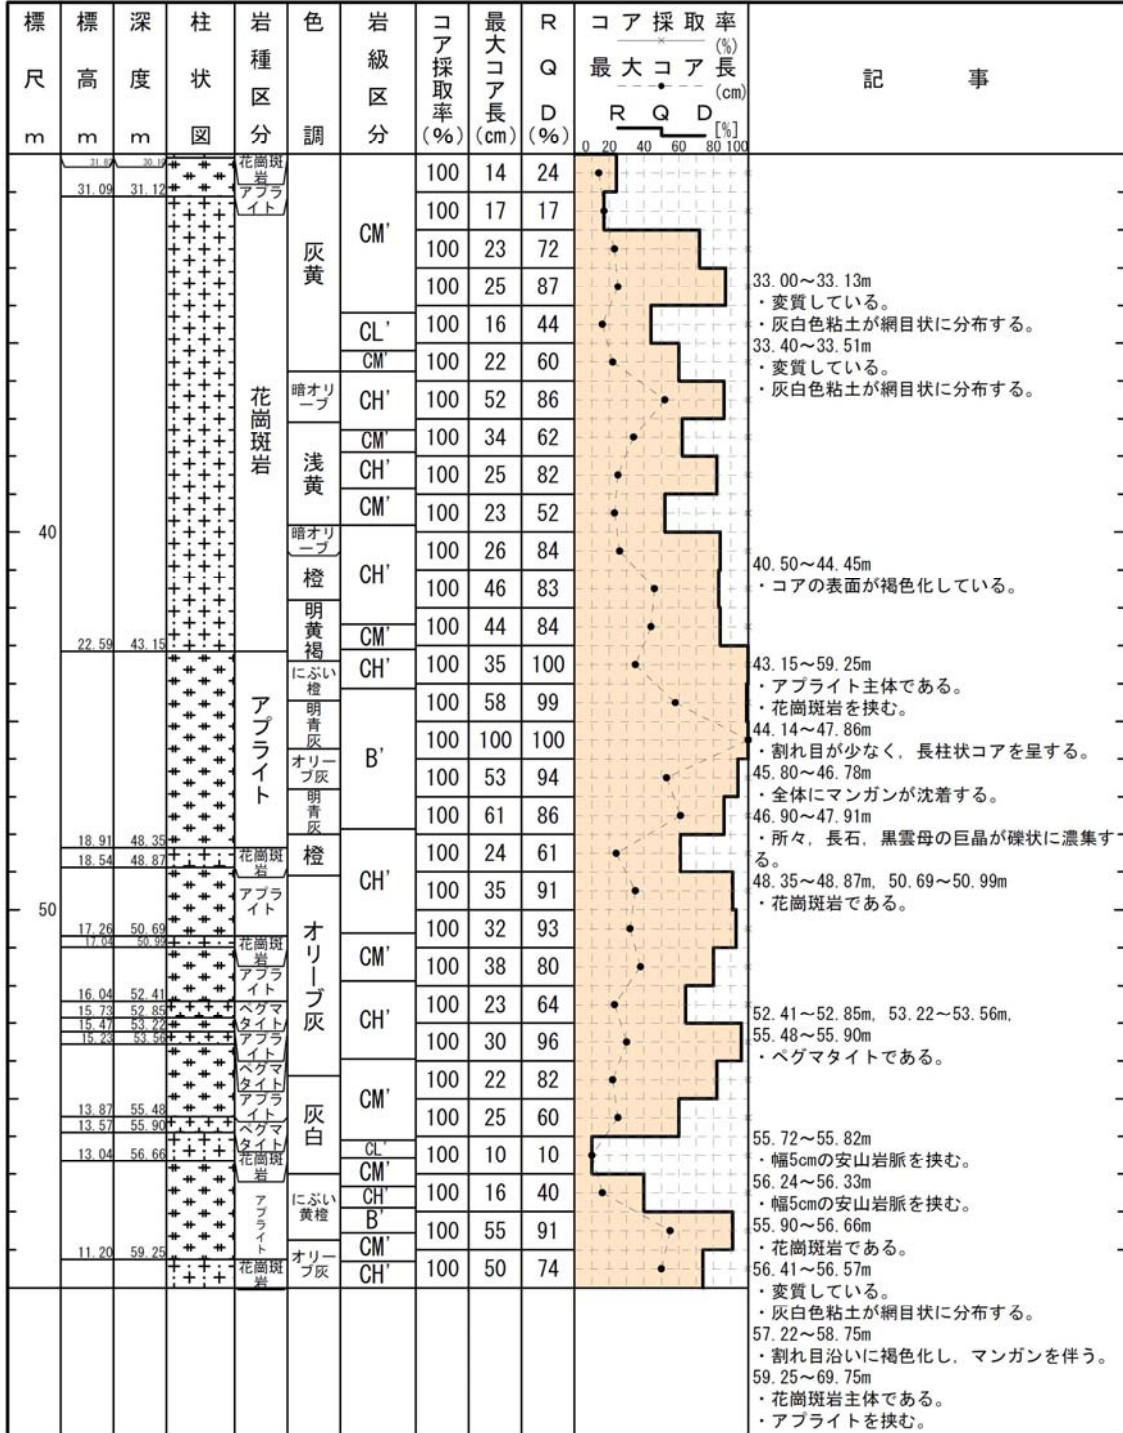 標尺m
標高m
深度m
柱状図
岩種区分
色調
岩級区分
コア採取率(%)
最大コア長(cm)
RQD(%)
コア採取率(%)
最大コア長(cm)
RQD[%]
0 20 40 60 80 100
記事
31.09 31.12
22.59 43.15
18.91 48.35
18.54 48.87
17.26 50.69
17.04 50.99
16.04 52.41
15.73 52.85
15.47 53.22
15.23 53.56
13.87 55.48
13.57 55.90
13.04 56.66
11.20 59.25
40
50
花崗斑岩
アプライト
花崗斑岩
アプライト
花崗斑岩
アプライト
花崗斑岩
アプライト
ペグマタイト
アプライト
ペグマタイト
アプライト
ペグマタイト
花崗斑岩
アプライト
花崗斑岩
灰黄
暗オリーブ
浅黄
暗オリーブ
橙
明黄褐
にぶい橙
明青灰
オリーブ灰
明青灰
橙
オリーブ灰
灰白
にぶい黄橙
オリーブ灰
CM'
CL'
CM'
CH'
CM'
CH'
CM'
CH'
CM'
CH'
B'
CH'
CM'
CH'
CM'
CL'
CM'
CH'
B'
CM'
CH'
100 14 24
100 17 17
100 23 72
100 25 87
100 16 44
100 22 60
100 52 86
100 34 62
100 25 82
100 23 52
100 26 84
100 46 83
100 44 84
100 35 100
100 58 99
100 100 100
100 53 94
100 61 86
100 24 61
100 35 91
100 32 93
100 38 80
100 23 64
100 30 96
100 22 82
100 25 60
100 10 10
100 16 40
100 55 91
100 50 74
33.00～33.13m
・変質している。
・灰白色粘土が網目状に分布する。
33.40～33.51m
・変質している。
・灰白色粘土が網目状に分布する。
40.50～44.45m
・コアの表面が褐色化している。
43.15～59.25m
・アプライト主体である。
・花崗斑岩を挟む。
44.14～47.86m
・割れ目が少なく，長柱状コアを呈する。
45.80～46.78m
・全体にマンガンが沈着する。
46.90～47.91m
・所々，長石，黒雲母の巨晶が礫状に濃集す
る。
48.35～48.87m，50.69～50.99m
・花崗斑岩である。
52.41～52.85m，53.22～53.56m，
55.48～55.90m
・ペグマタイトである。
55.72～55.82m
・幅5cmの安山岩脈を挟む。
56.24～56.33m
・幅5cmの安山岩脈を挟む。
55.90～56.66m
・花崗斑岩である。
56.41～56.57m
・変質している。
・灰白色粘土が網目状に分布する。
57.22～58.75m
・割れ目沿いに褐色化し，マンガンを伴う。
59.25～69.75m
・花崗斑岩主体である。
・アプライトを挟む。